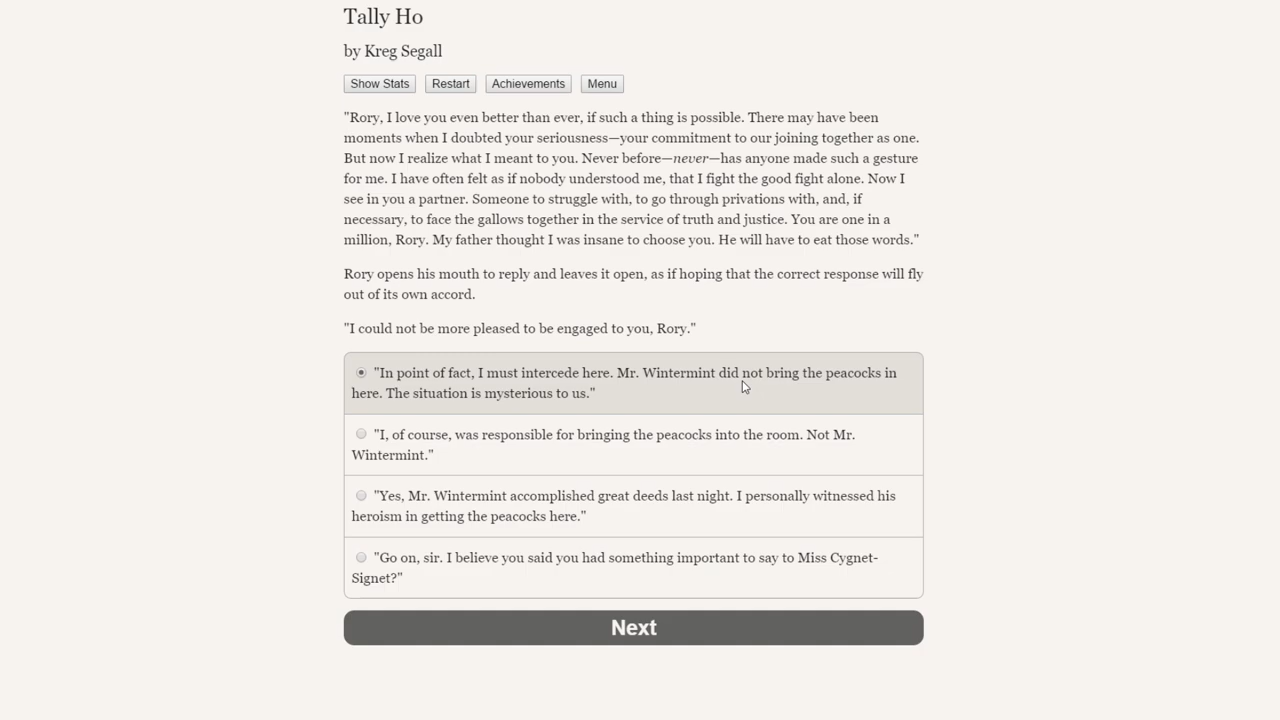 Tally Ho
by Kreg Segall
Show Stats Restart Achievements Menu
"Rory, I love you even better than ever, if such a thing is possible. There may have been
moments when I doubted your seriousness—your commitment to our joining together as one.
But now I realize what I meant to you. Never before—never—has anyone made such a gesture
for me. I have often felt as if nobody understood me, that I fight the good fight alone. Now I
see in you a partner. Someone to struggle with, to go through privations with, and, if
necessary, to face the gallows together in the service of truth and justice. You are one in a
million, Rory. My father thought I was insane to choose you. He will have to eat those words."
Rory opens his mouth to reply and leaves it open, as if hoping that the correct response will fly
out of its own accord.
"I could not be more pleased to be engaged to you, Rory."
"In point of fact, I must intercede here. Mr. Wintermint did not bring the peacocks in
here. The situation is mysterious to us."
"I, of course, was responsible for bringing the peacocks into the room. Not Mr.
Wintermint."
"Yes, Mr. Wintermint accomplished great deeds last night. I personally witnessed his
heroism in getting the peacocks here."
"Go on, sir. I believe you said you had something important to say to Miss Cygnet-
Signet?"
Next